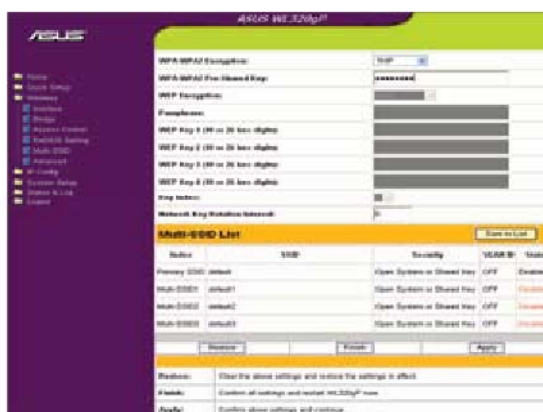 ASUS WL320gP
ASUS
Home
Quick Setup
Wireless
Interface
Bridge
Access Control
RADIUS Setting
Multi-SSID
Advanced
IP Config
System Setup
Status & Log
Logout
WPA-WPA2 Encryption: TKIP
WPA-WPA2 Pre-Shared Key: *********
WEP Encryption:
Passphrase:
WEP Key 1 (10 or 26 hex digits):
WEP Key 2 (10 or 26 hex digits):
WEP Key 3 (10 or 26 hex digits):
WEP Key 4 (10 or 26 hex digits):
Key Index:
Network Key Rotation Interval: 0
Multi-SSID List Save to List
Index SSID Security VLAN ID
Primary SSID default Open System or Shared Key OFF
Multi-SSID1 default1 Open System or Shared Key OFF
Multi-SSID2 default2 Open System or Shared Key OFF
Multi-SSID3 default3 Open System or Shared Key OFF
Restore Finish Apply
Restore: Clear the above settings and restore the settings in effect.
Finish: Confirm all settings and restart WL320gP now.
Apply: Confirm above settings and continue.